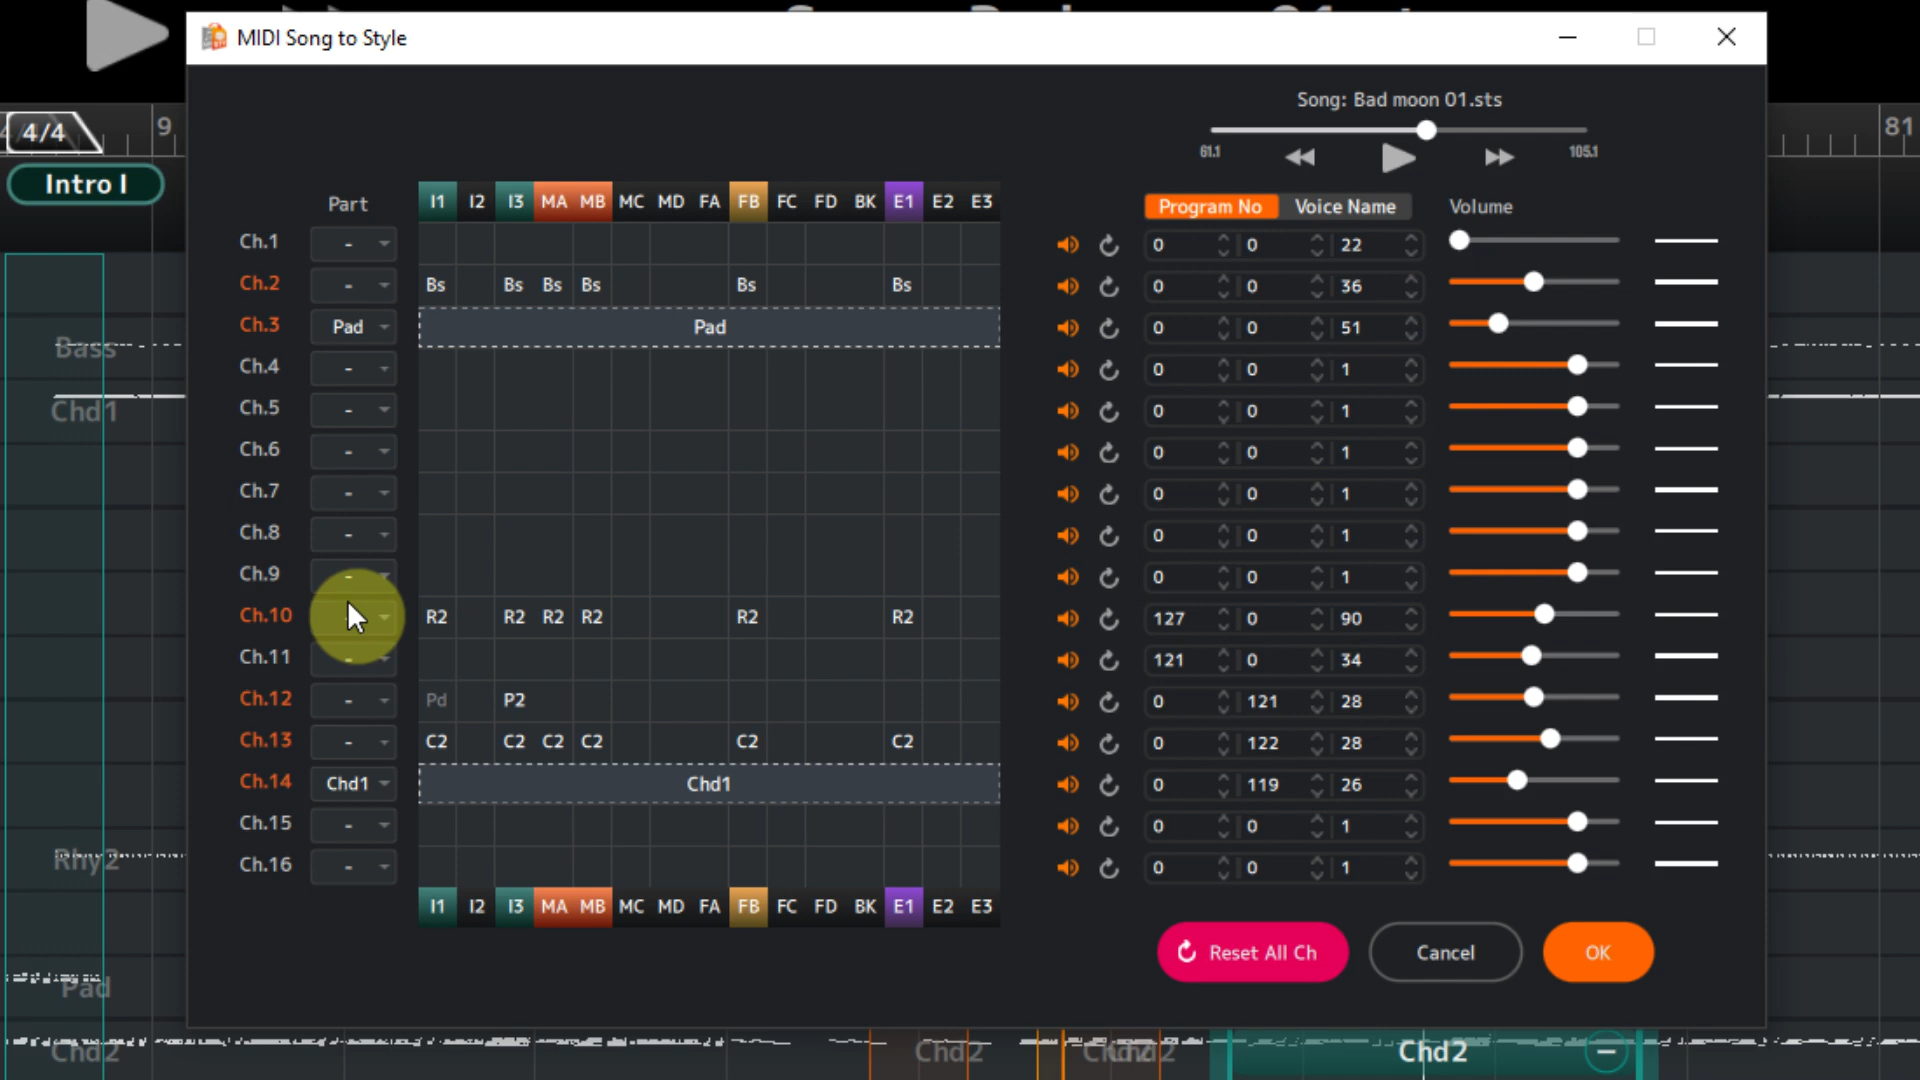 MIDI Song to Style
Song: Bad moon 01.sts
61.1
105.1
4/4
9
81
Intro I
Part
I1 I2 I3 MA MB MC MD FA FB FC FD BK E1 E2 E3
Program No
Voice Name
Volume
Ch.1 - 0 0 22
Ch.2 - Bs Bs Bs Bs Bs Bs 0 0 36
Ch.3 Pad Pad 0 0 51
Ch.4 - 0 0 1
Ch.5 - 0 0 1
Ch.6 - 0 0 1
Ch.7 - 0 0 1
Ch.8 - 0 0 1
Ch.9 - 0 0 1
Ch.10 - R2 R2 R2 R2 R2 R2 127 0 90
Ch.11 - 121 0 34
Ch.12 - Pd P2 0 121 28
Ch.13 - C2 C2 C2 C2 C2 C2 0 122 28
Ch.14 Chd1 Chd1 0 119 26
Ch.15 - 0 0 1
Ch.16 - 0 0 1
I1 I2 I3 MA MB MC MD FA FB FC FD BK E1 E2 E3
Reset All Ch
Cancel
OK
Bass
Chd1
Rhy2
Pad
Chd2
Chd2
Chd2
Chd2